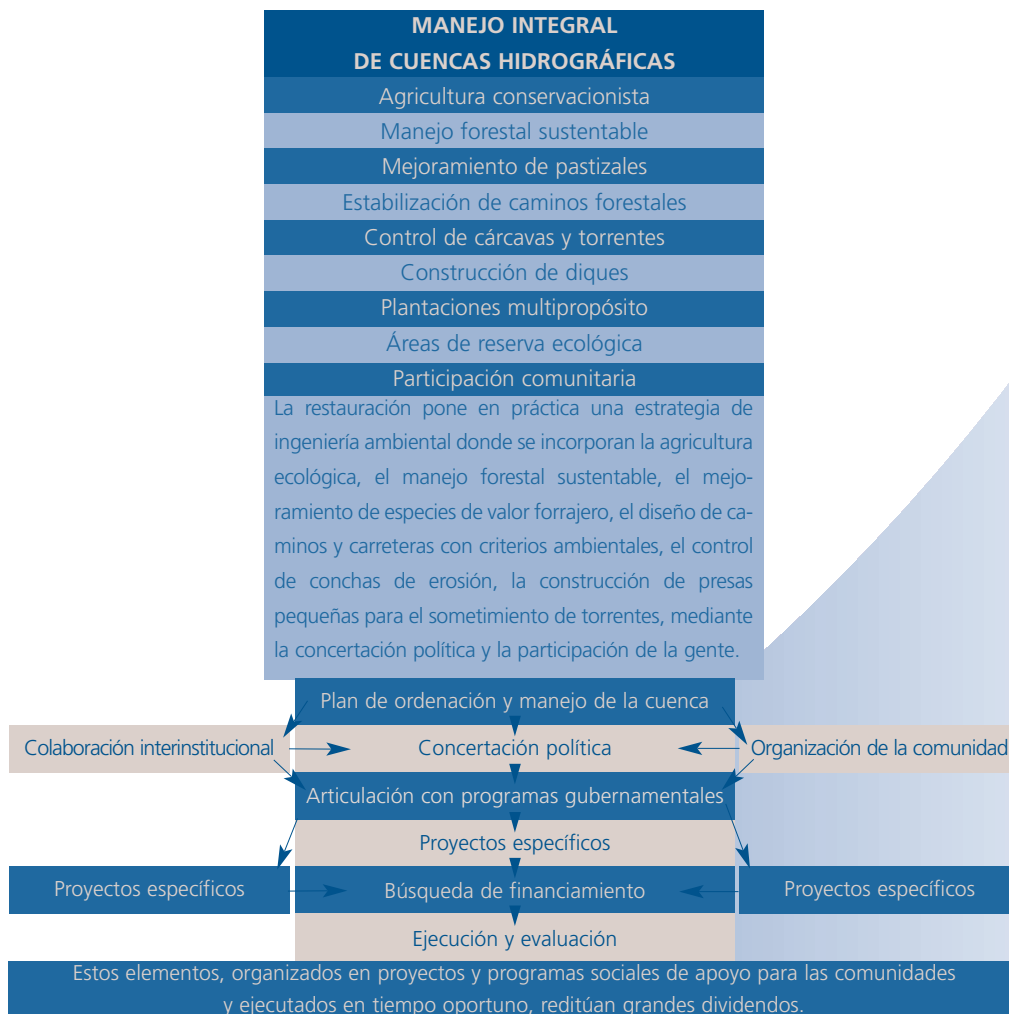 MANEJO INTEGRAL
DE CUENCAS HIDROGRÁFICAS
Agricultura conservacionista
Manejo forestal sustentable
Mejoramiento de pastizales
Estabilización de caminos forestales
Control de cárcavas y torrentes
Construcción de diques
Plantaciones multipropósito
Áreas de reserva ecológica
Participación comunitaria
La restauración pone en práctica una estrategia de
ingeniería ambiental donde se incorporan la agricultura
ecológica, el manejo forestal sustentable, el mejo-
ramiento de especies de valor forrajero, el diseño de ca-
minos y carreteras con criterios ambientales, el control
de conchas de erosión, la construcción de presas
pequeñas para el sometimiento de torrentes, mediante
la concertación política y la participación de la gente.
Plan de ordenación y manejo de la cuenca
Colaboración interinstitucional
Concertación política
Organización de la comunidad
Articulación con programas gubernamentales
Proyectos específicos
Proyectos específicos
Búsqueda de financiamiento
Proyectos específicos
Ejecución y evaluación
Estos elementos, organizados en proyectos y programas sociales de apoyo para las comunidades
y ejecutados en tiempo oportuno, reditúan grandes dividendos.